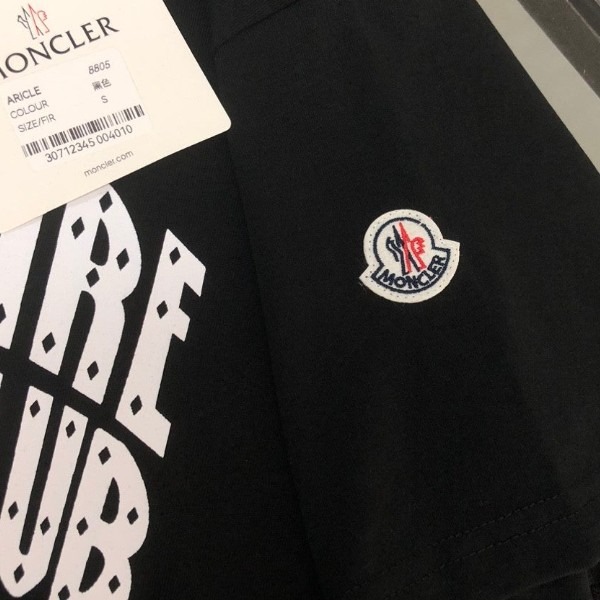 MONCLER
ARICLE 8805
COLOUR 黑色
SIZE/FIR S
30712345 004010
moncler.com
MONCLER